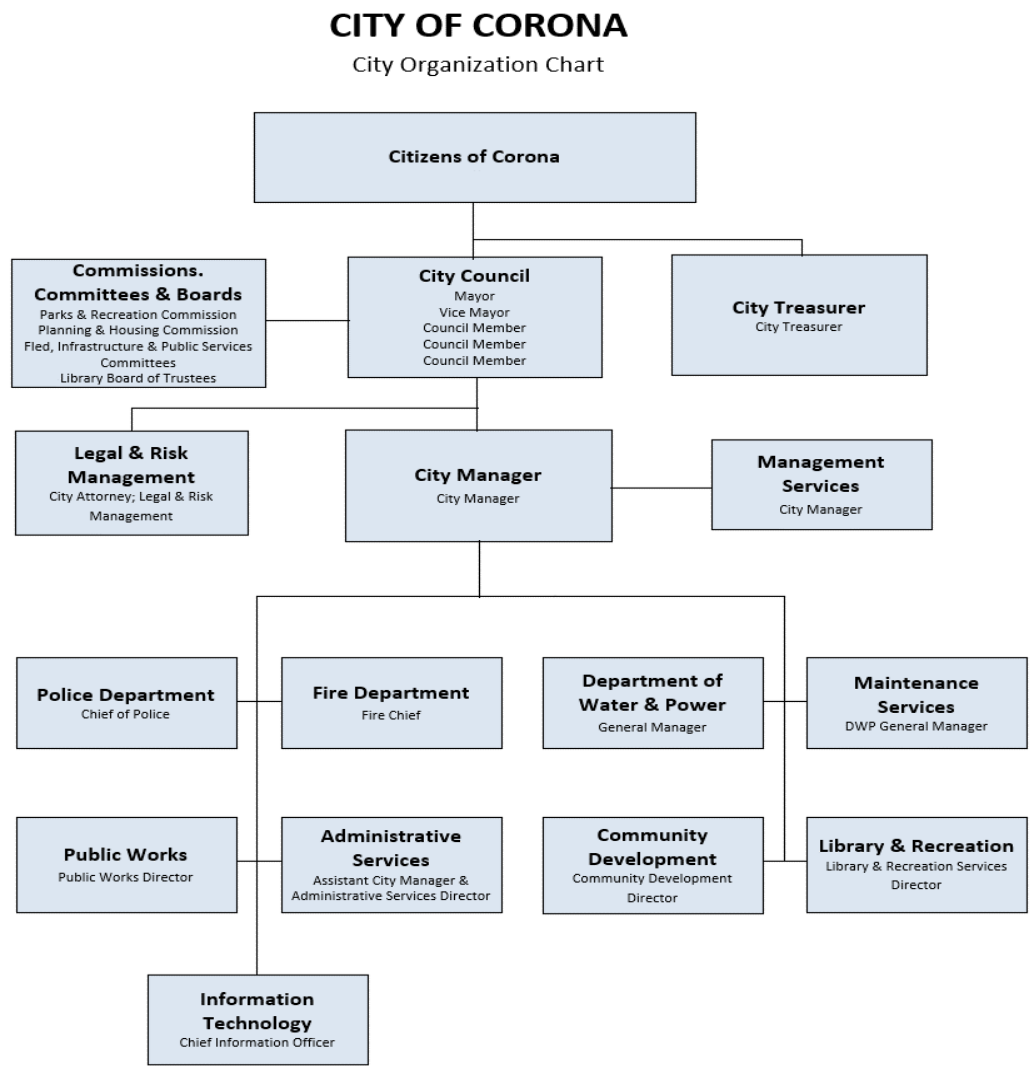 CITY OF CORONA
City Organization Chart
Citizens of Corona
Commissions.
Committees & Boards
Parks & Recreation Commission
Planning & Housing Commission
Fled, Infrastructure & Public Services
Committees
Library Board of Trustees
City Council
Mayor
Vice Mayor
Council Member
Council Member
Council Member
City Treasurer
City Treasurer
Legal & Risk
Management
City Attorney; Legal & Risk
Management
City Manager
City Manager
Management
Services
City Manager
Police Department
Chief of Police
Fire Department
Fire Chief
Department of
Water & Power
General Manager
Maintenance
Services
DWP General Manager
Public Works
Public Works Director
Administrative
Services
Assistant City Manager &
Administrative Services Director
Community
Development
Community Development
Director
Library & Recreation
Library & Recreation Services
Director
Information
Technology
Chief Information Officer